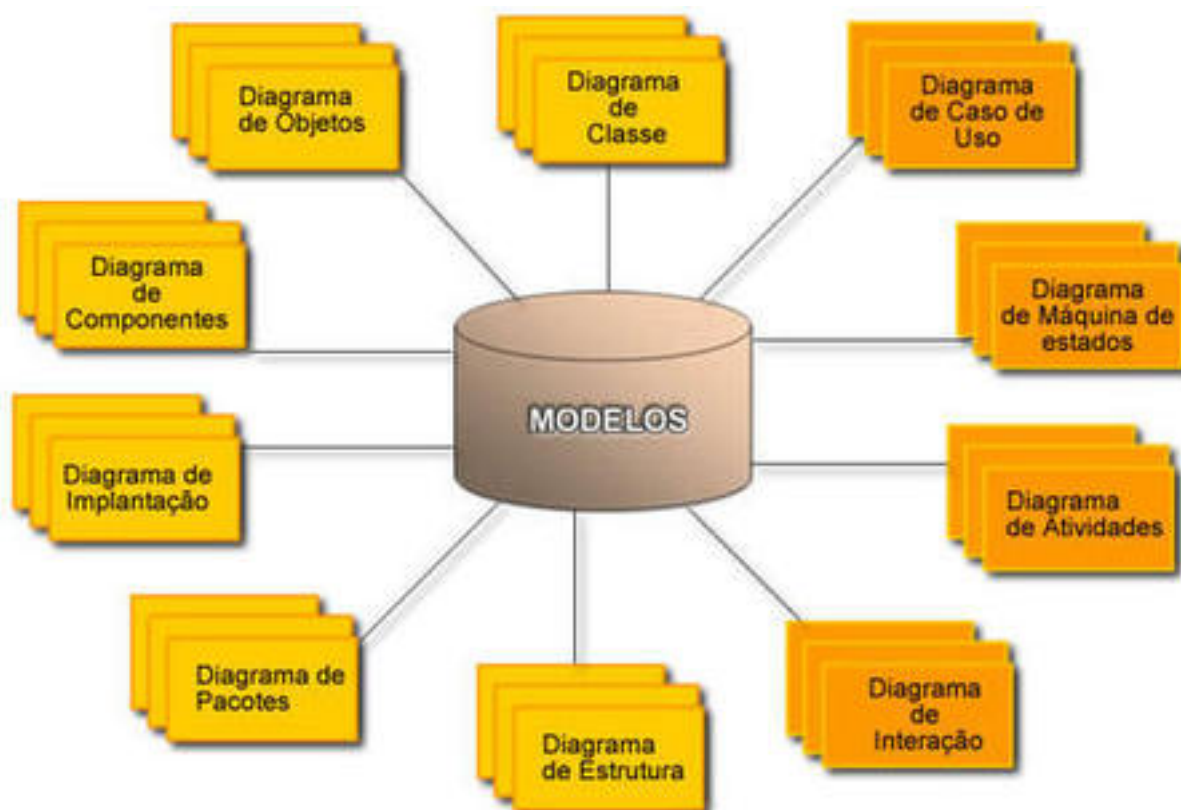 Diagrama
de Objetos
Diagrama
de
Classe
Diagrama
de Caso de
Uso
Diagrama
de
Componentes
Diagrama
de Máquina de
estados
MODELOS
Diagrama de
Implantação
Diagrama
de Atividades
Diagrama de
Pacotes
Diagrama
de Estrutura
Diagrama
de
Interação